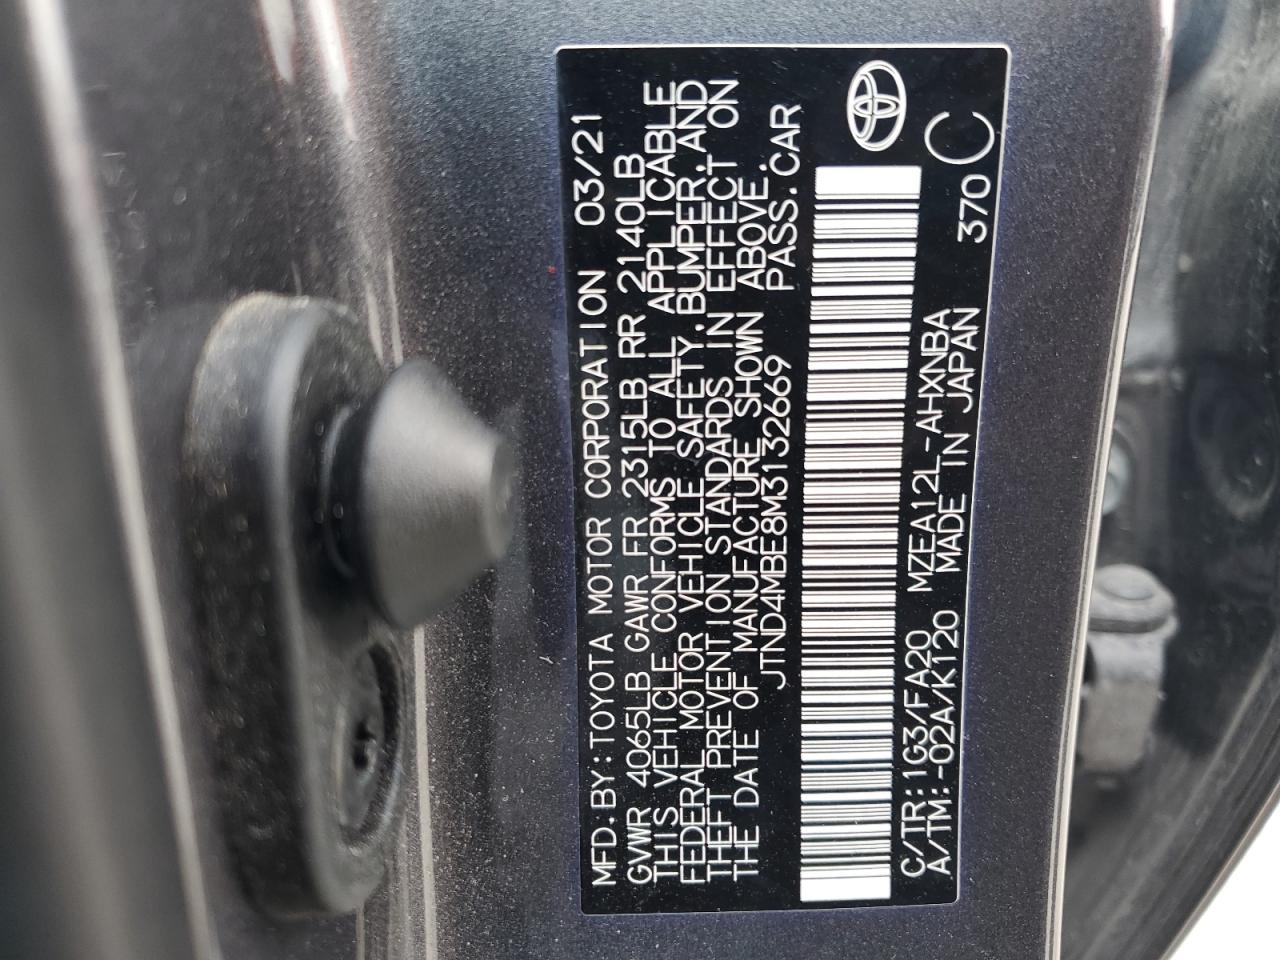 MFD.BY:TOYOTA MOTOR CORPORATION 03/21
GVWR 4065LB GAWR FR 2315LB RR 2140LB
THIS VEHICLE CONFORMS TO ALL APPLICABLE
FEDERAL MOTOR VEHICLE SAFETY,BUMPER,AND
THEFT PREVENTION STANDARDS IN EFFECT ON
THE DATE OF MANUFACTURE SHOWN ABOVE.
JTND4MBE8M3132669 PASS.CAR
C/TR:1G3/FA20 MZEA12L-AHXNBA
A/TM:-02A/K120 MADE IN JAPAN 370 C